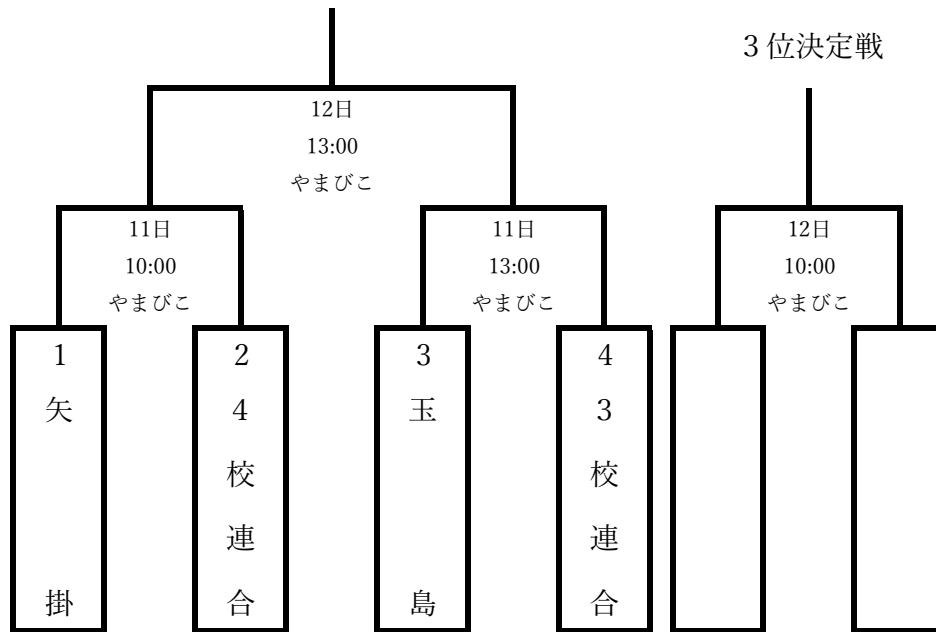 ３位決定戦
12日
13:00
やまびこ
11日
10:00
やまびこ
11日
13:00
やまびこ
12日
10:00
やまびこ
1
矢掛
2
４校連合
3
玉島
4
３校連合